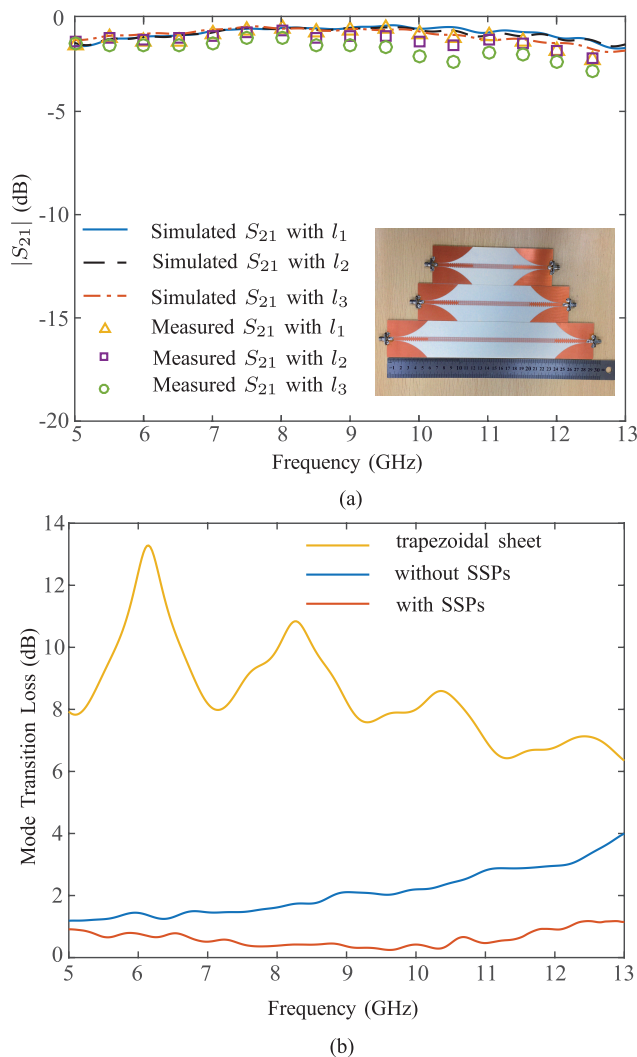 0
-5
-10
-15
-20
|S21| (dB)
Simulated S21 with l1
Simulated S21 with l2
Simulated S21 with l3
Measured S21 with l1
Measured S21 with l2
Measured S21 with l3
5 6 7 8 9 10 11 12 13
Frequency (GHz)
(a)
14
12
10
8
6
4
2
0
Mode Transition Loss (dB)
trapezoidal sheet
without SSPs
with SSPs
5 6 7 8 9 10 11 12 13
Frequency (GHz)
(b)